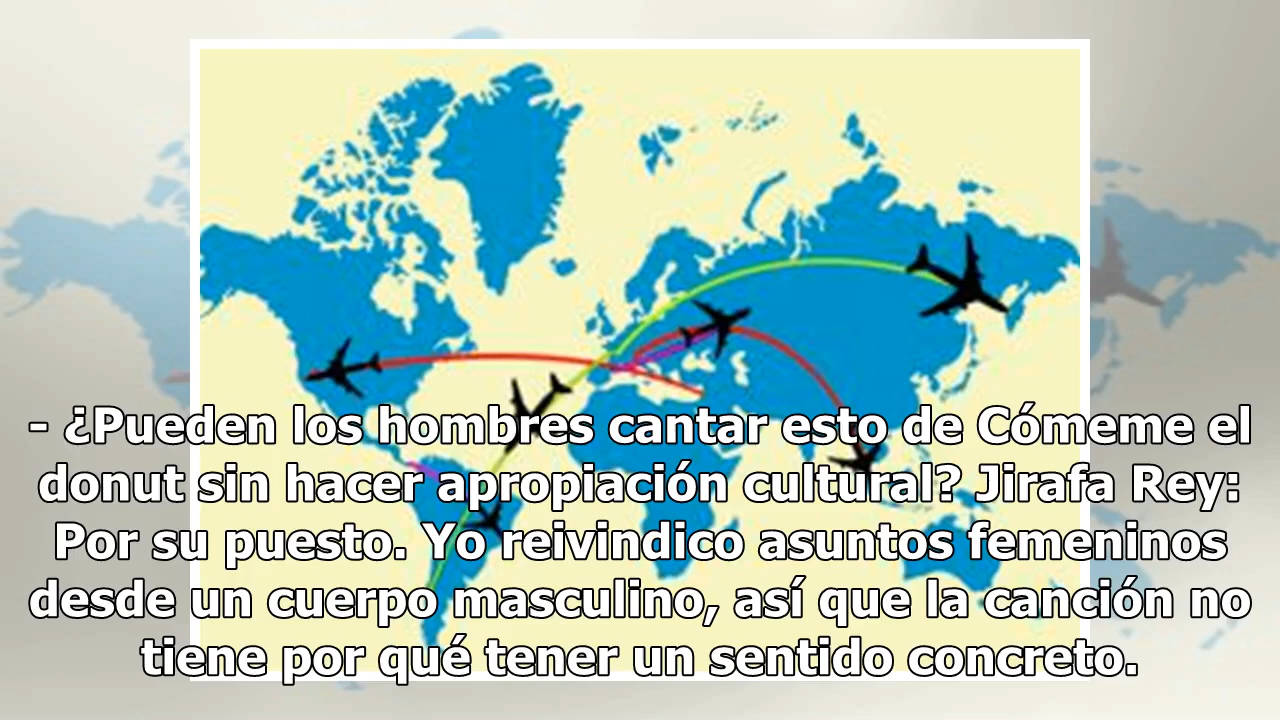 - ¿Pueden los hombres cantar esto de Cómeme el
donut sin hacer apropiación cultural? Jirafa Rey:
Por su puesto. Yo reivindico asuntos femeninos
desde un cuerpo masculino, así que la canción no
tiene por qué tener un sentido concreto.